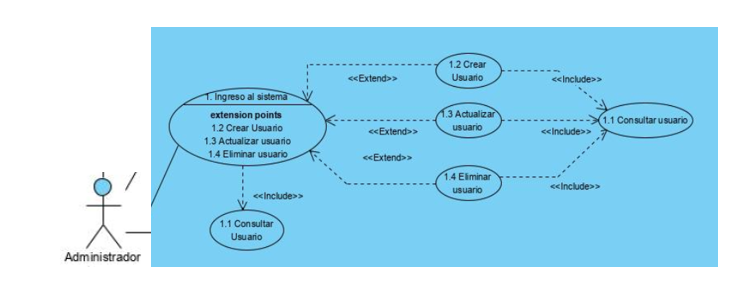 1.2 Crear
Usuario
<<Extend>>
<<Include>>
1. Ingreso al sistema
extension points
1.2 Crear Usuario
1.3 Actualizar usuario
1.4 Eliminar usuario
1.3 Actualizar
usuario
<<Extend>>
<<Include>>
1.1 Consultar usuario
<<Extend>>
1.4 Eliminar
usuario
<<Include>>
<<Include>>
1.1 Consultar
Usuario
Administrador